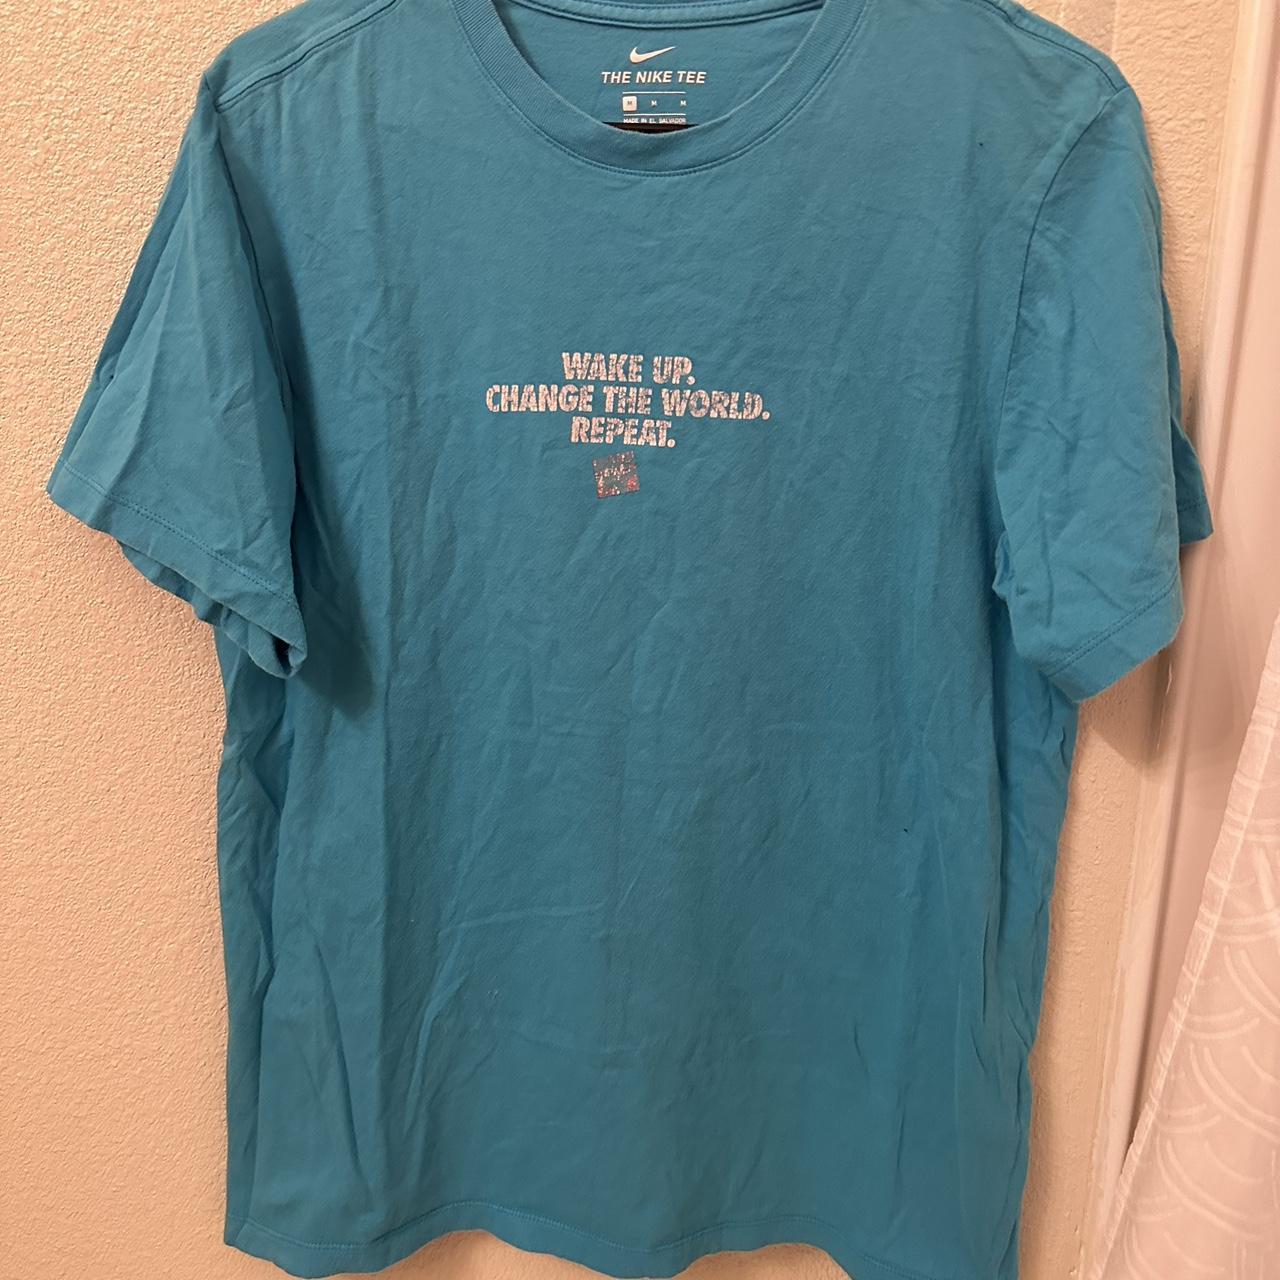 THE NIKE TEE
M M M
MADE IN EL SALVADOR
WAKE UP.
CHANGE THE WORLD.
REPEAT.